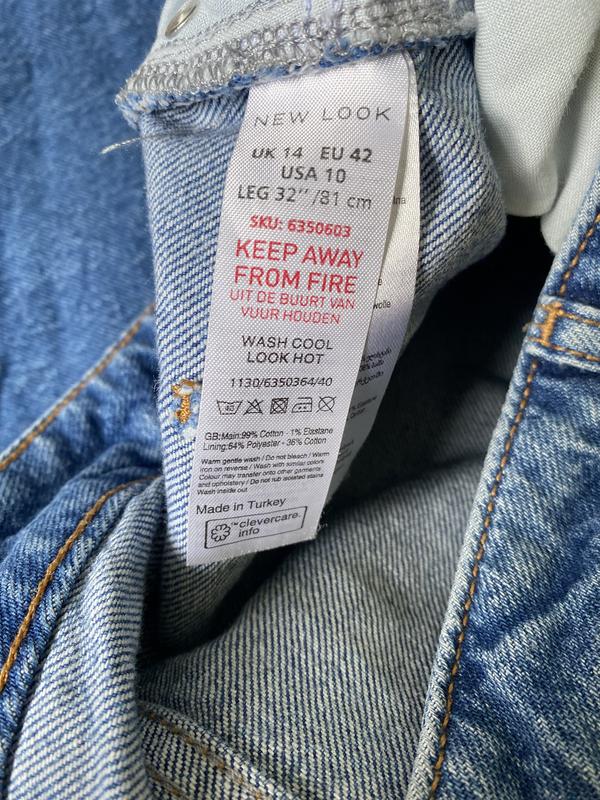 NEW LOOK
UK 14 EU 42
USA 10
LEG 32″ /81 cm
SKU: 6350603
KEEP AWAY
FROM FIRE
UIT DE BUURT VAN
VUUR HOUDEN
WASH COOL
LOOK HOT
1130/6350364/40
40
GB:Main:99% Cotton - 1% Elastane
Lining:64% Polyester - 36% Cotton
Warm gentle wash / Do not bleach / Warm
iron on reverse / Wash with similar colors
Colour may transfer onto other garments
and upholstery / Do not rub isolated stains
Wash inside out
Made in Turkey
™clevercare.
info